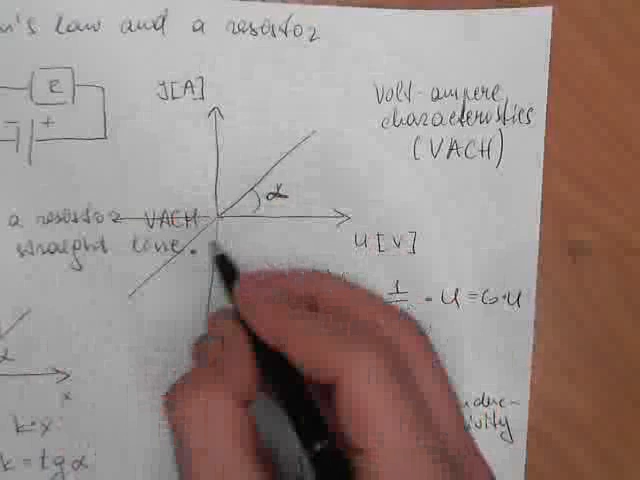 m's law and a resistor
R
+
J[A]
Volt-ampere
characteristics
(VACH)
α
a resistor VACH
straight line.
U[V]
1
· U = G·U
α
x
k·x
k = tgα